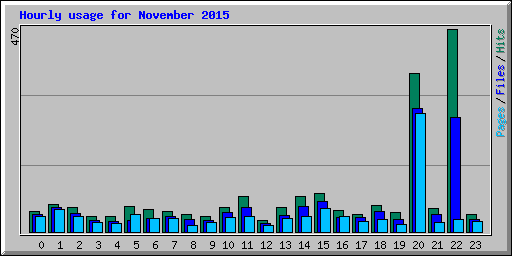 Hourly usage for November 2015
470
Pages/Files/Hits
0 1 2 3 4 5 6 7 8 9 10 11 12 13 14 15 16 17 18 19 20 21 22 23